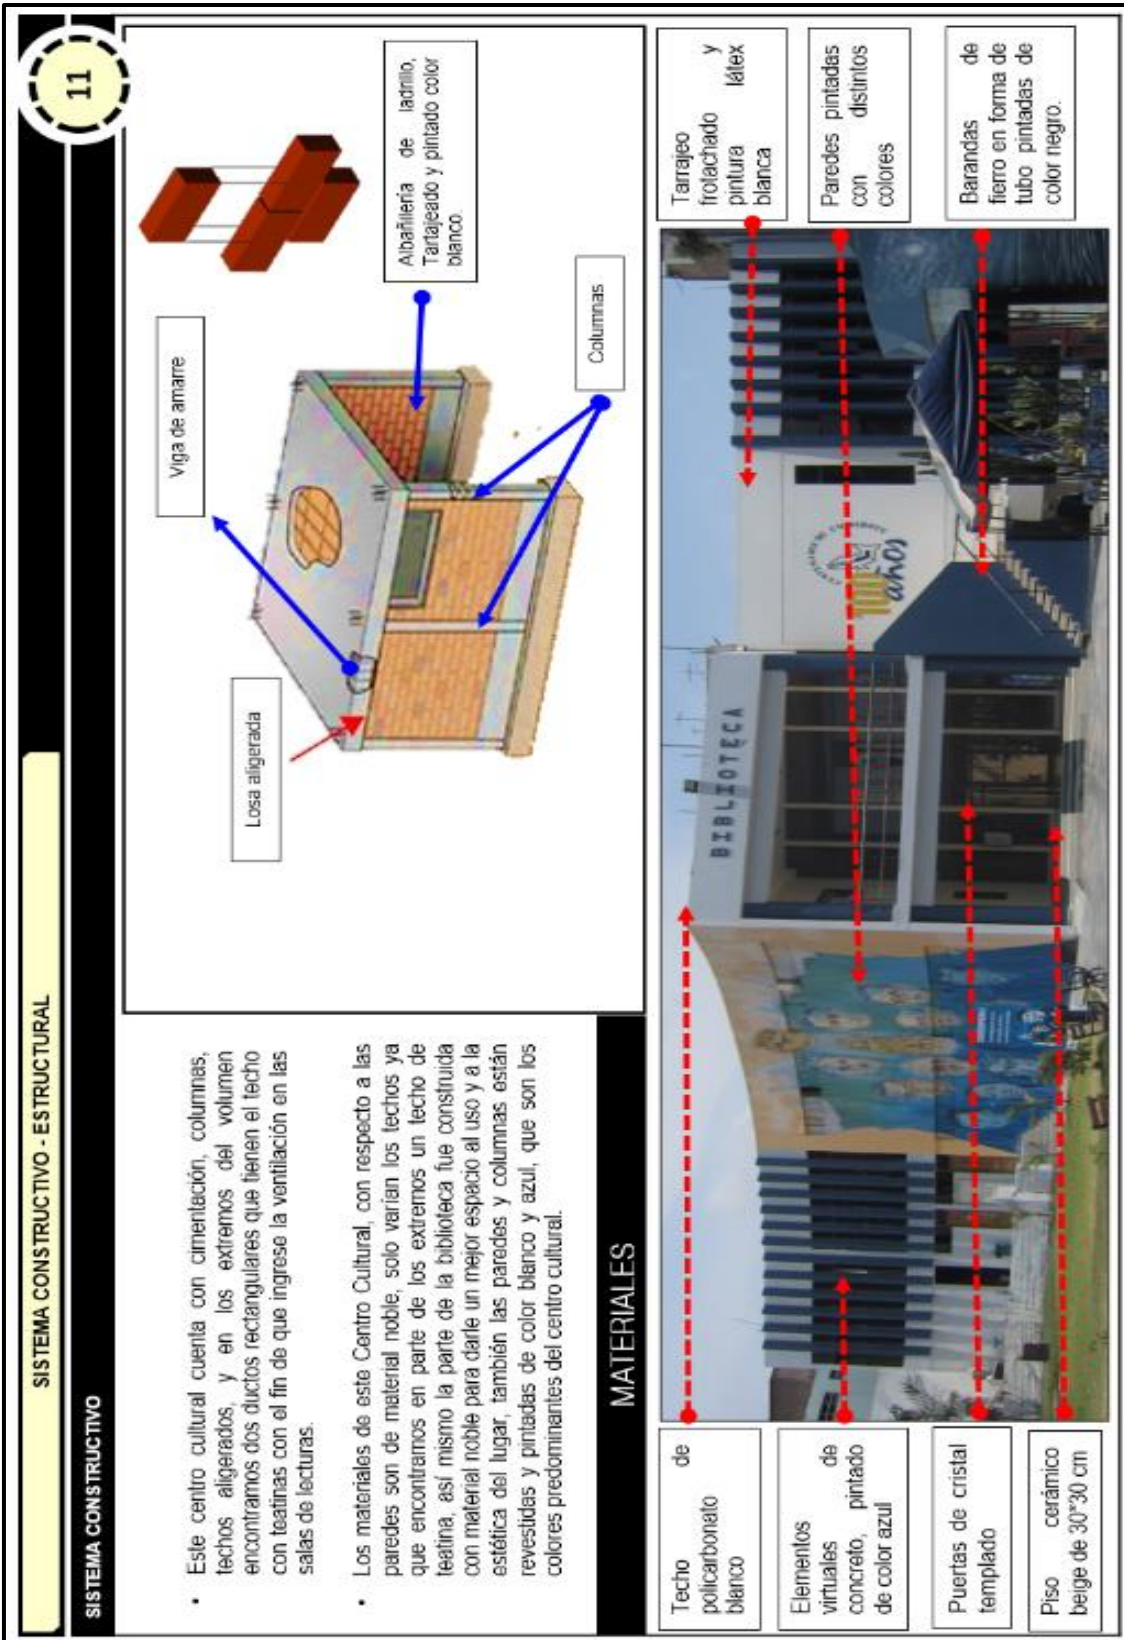 SISTEMA CONSTRUCTIVO - ESTRUCTURAL
11
SISTEMA CONSTRUCTIVO
• Este centro cultural cuenta con cimentación, columnas,
techos aligerados, y en los extremos del volumen
encontramos dos ductos rectangulares que tienen el techo
con teatinas con el fin de que ingrese la ventilación en las
salas de lecturas.
• Los materiales de este Centro Cultural, con respecto a las
paredes son de material noble, solo varían los techos ya
que encontramos en parte de los extremos un techo de
teatina, así mismo la parte de la biblioteca fue construida
con material noble para darle un mejor espacio al uso y a la
estética del lugar, también las paredes y columnas están
revestidas y pintadas de color blanco y azul, que son los
colores predominantes del centro cultural.
Losa aligerada
Viga de amarre
Albañilería de ladrillo,
Tartajeado y pintado color
blanco.
Columnas
MATERIALES
Techo de
policarbonato
blanco
Elementos
virtuales de
concreto, pintado
de color azul
Puertas de cristal
templado
Piso cerámico
beige de 30*30 cm
BIBLIOTECA
años
Tarrajeo
frotachado y
pintura látex
blanca
Paredes pintadas
con distintos
colores
Barandas de
fierro en forma de
tubo pintadas de
color negro.